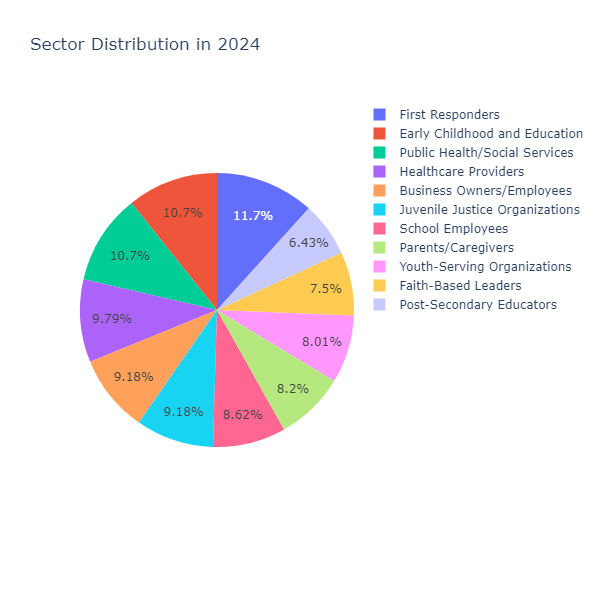 Sector Distribution in 2024
First Responders
Early Childhood and Education
Public Health/Social Services
Healthcare Providers
Business Owners/Employees
Juvenile Justice Organizations
School Employees
Parents/Caregivers
Youth-Serving Organizations
Faith-Based Leaders
Post-Secondary Educators
11.7%
10.7%
10.7%
9.79%
9.18%
9.18%
8.62%
8.2%
8.01%
7.5%
6.43%